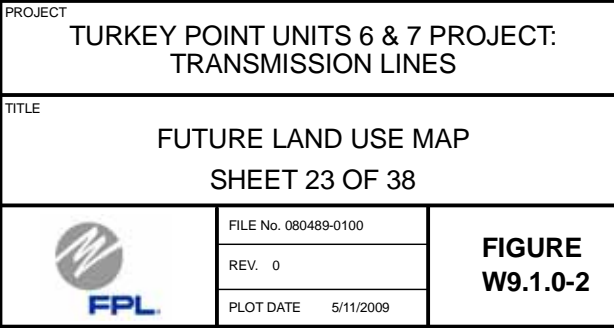 PROJECT
TURKEY POINT UNITS 6 & 7 PROJECT:
TRANSMISSION LINES
TITLE
FUTURE LAND USE MAP
SHEET 23 OF 38
FPL.
FILE No. 080489-0100
REV. 0
PLOT DATE 5/11/2009
FIGURE
W9.1.0-2